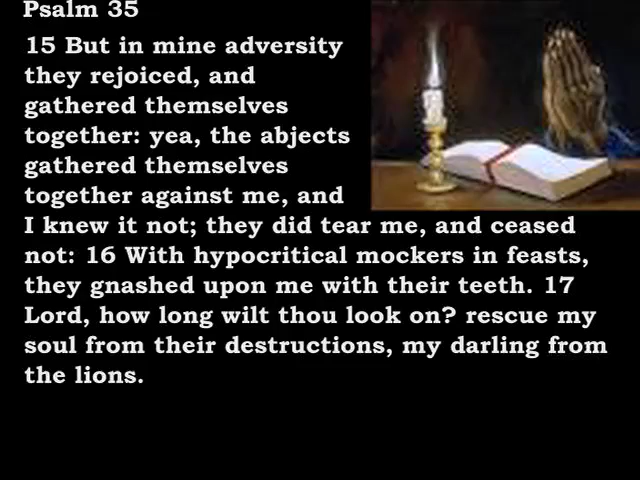 Psalm 35
15 But in mine adversity
they rejoiced, and
gathered themselves
together: yea, the abjects
gathered themselves
together against me, and
I knew it not; they did tear me, and ceased
not: 16 With hypocritical mockers in feasts,
they gnashed upon me with their teeth. 17
Lord, how long wilt thou look on? rescue my
soul from their destructions, my darling from
the lions.